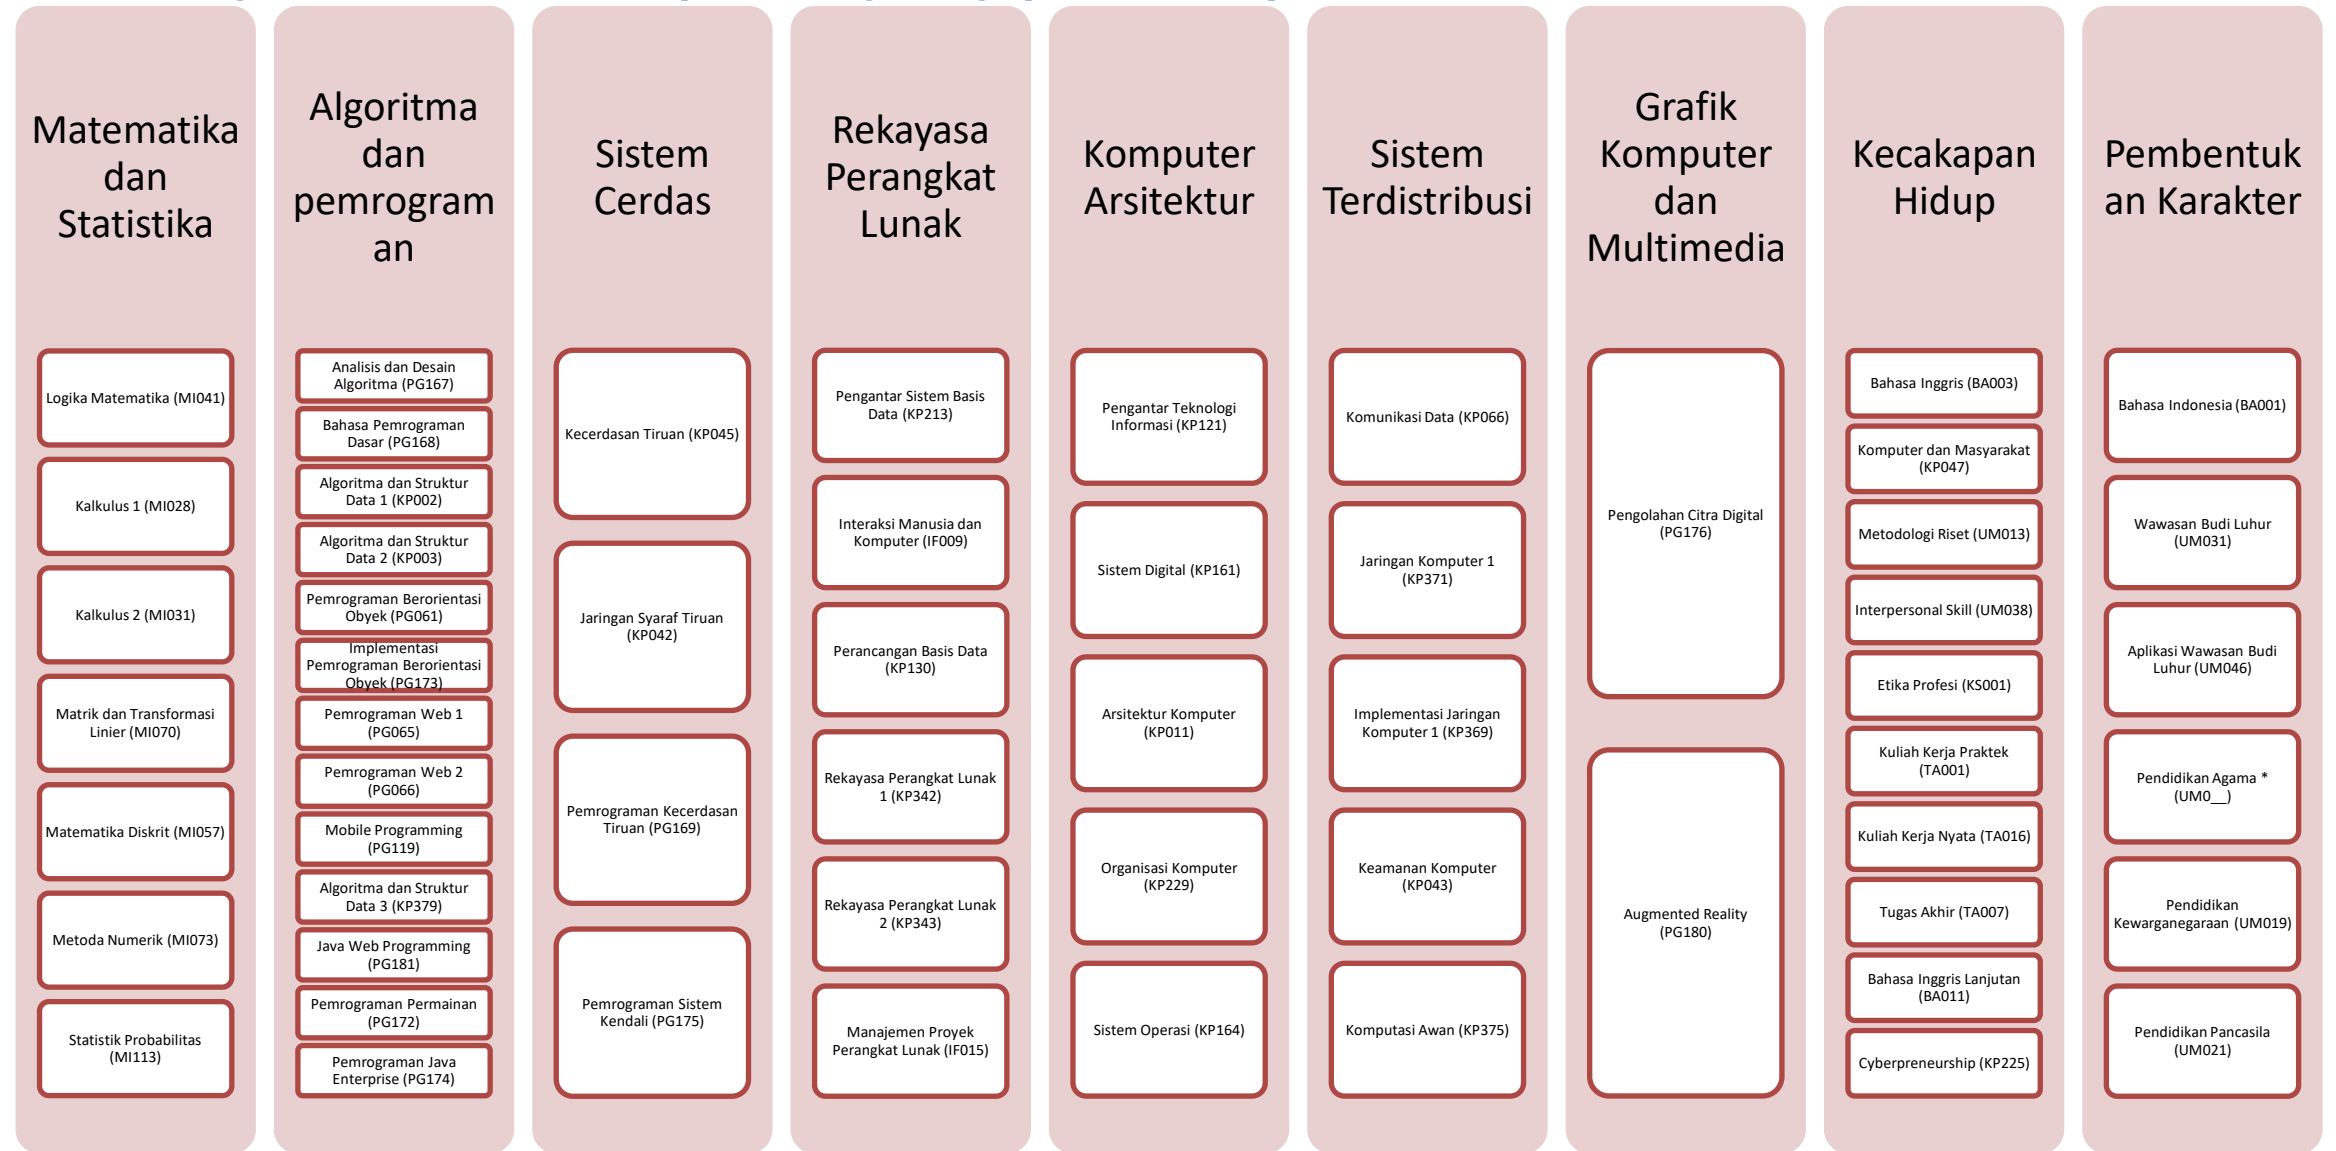 Matematika
dan
Statistika
Logika Matematika (MI041)
Kalkulus 1 (MI028)
Kalkulus 2 (MI031)
Matrik dan Transformasi
Linier (MI070)
Matematika Diskrit (MI057)
Metoda Numerik (MI073)
Statistik Probabilitas
(MI113)
Algoritma
dan
pemrogram
an
Analisis dan Desain
Algoritma (PG167)
Bahasa Pemrograman
Dasar (PG168)
Algoritma dan Struktur
Data 1 (KP002)
Algoritma dan Struktur
Data 2 (KP003)
Pemrograman Berorientasi
Obyek (PG061)
Implementasi
Pemrograman Berorientasi
Obyek (PG173)
Pemrograman Web 1
(PG065)
Pemrograman Web 2
(PG066)
Mobile Programming
(PG119)
Algoritma dan Struktur
Data 3 (KP379)
Java Web Programming
(PG181)
Pemrograman Permainan
(PG172)
Pemrograman Java
Enterprise (PG174)
Sistem
Cerdas
Kecerdasan Tiruan (KP045)
Jaringan Syaraf Tiruan
(KP042)
Pemrograman Kecerdasan
Tiruan (PG169)
Pemrograman Sistem
Kendali (PG175)
Rekayasa
Perangkat
Lunak
Pengantar Sistem Basis
Data (KP213)
Interaksi Manusia dan
Komputer (IF009)
Perancangan Basis Data
(KP130)
Rekayasa Perangkat Lunak
1 (KP342)
Rekayasa Perangkat Lunak
2 (KP343)
Manajemen Proyek
Perangkat Lunak (IF015)
Komputer
Arsitektur
Pengantar Teknologi
Informasi (KP121)
Sistem Digital (KP161)
Arsitektur Komputer
(KP011)
Organisasi Komputer
(KP229)
Sistem Operasi (KP164)
Sistem
Terdistribusi
Komunikasi Data (KP066)
Jaringan Komputer 1
(KP371)
Implementasi Jaringan
Komputer 1 (KP369)
Keamanan Komputer
(KP043)
Komputasi Awan (KP375)
Grafik
Komputer
dan
Multimedia
Pengolahan Citra Digital
(PG176)
Augmented Reality
(PG180)
Kecakapan
Hidup
Bahasa Inggris (BA003)
Komputer dan Masyarakat
(KP047)
Metodologi Riset (UM013)
Interpersonal Skill (UM038)
Etika Profesi (KS001)
Kuliah Kerja Praktek
(TA001)
Kuliah Kerja Nyata (TA016)
Tugas Akhir (TA007)
Bahasa Inggris Lanjutan
(BA011)
Cyberpreneurship (KP225)
Pembentuk
an Karakter
Bahasa Indonesia (BA001)
Wawasan Budi Luhur
(UM031)
Aplikasi Wawasan Budi
Luhur (UM046)
Pendidikan Agama *
(UM0__)
Pendidikan
Kewarganegaraan (UM019)
Pendidikan Pancasila
(UM021)